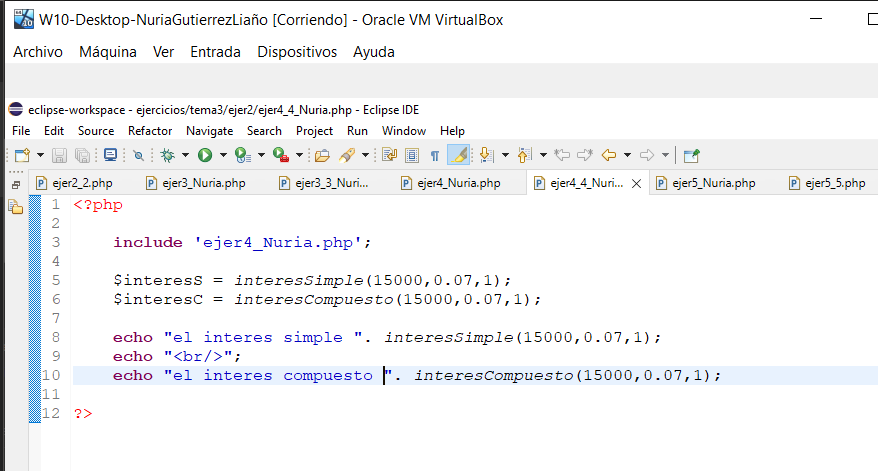 W10-Desktop-NuriaGutierrezLiaño [Corriendo] - Oracle VM VirtualBox
Archivo Máquina Ver Entrada Dispositivos Ayuda
eclipse-workspace - ejercicios/tema3/ejer2/ejer4_4_Nuria.php - Eclipse IDE
File Edit Source Refactor Navigate Search Project Run Window Help
ejer2_2.php ejer3_Nuria.php ejer3_3_Nuri... ejer4_Nuria.php ejer4_4_Nuri... ejer5_Nuria.php ejer5_5.php
1 <?php
2
3 include 'ejer4_Nuria.php';
4
5 $interesS = interesSimple(15000,0.07,1);
6 $interesC = interesCompuesto(15000,0.07,1);
7
8 echo "el interes simple ". interesSimple(15000,0.07,1);
9 echo "<br/>";
10 echo "el interes compuesto ". interesCompuesto(15000,0.07,1);
11
12 ?>